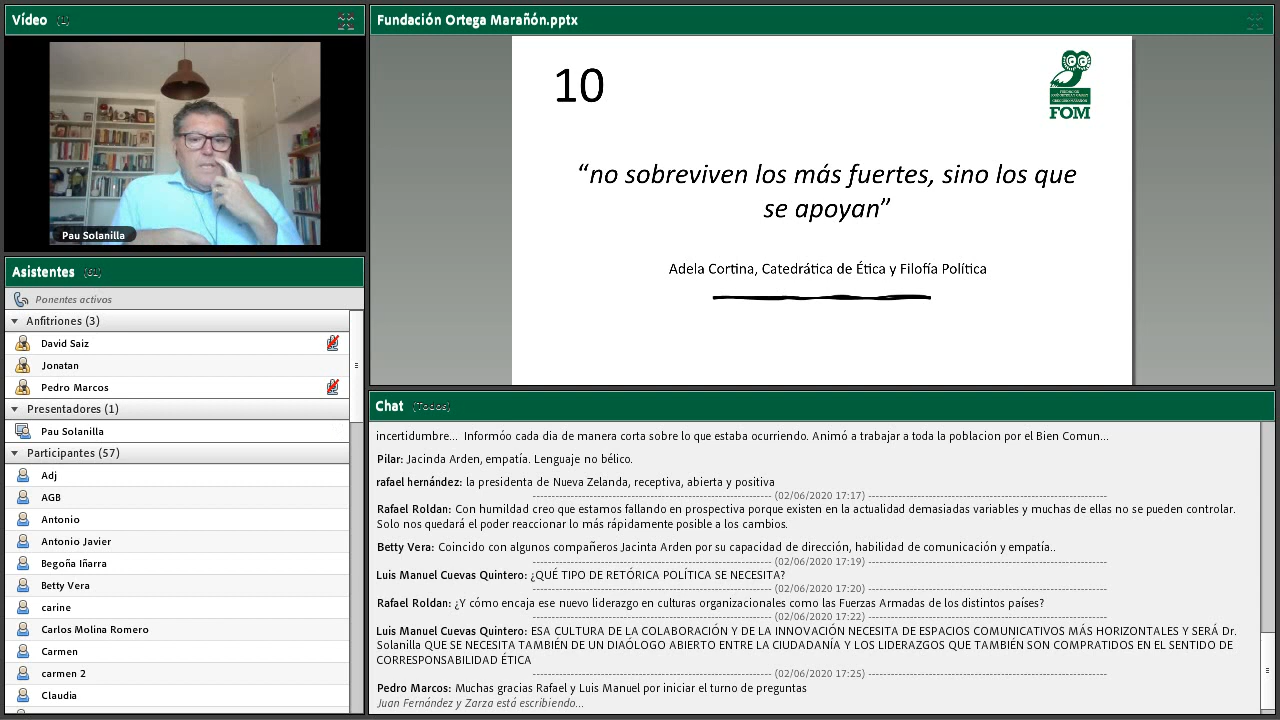 Vídeo (1)
Pau Solanilla
Fundación Ortega Marañón.pptx
10
FOM
“no sobreviven los más fuertes, sino los que
se apoyan”
Adela Cortina, Catedrática de Ética y Filofía Política
Asistentes (61)
Ponentes activos
Anfitriones (3)
David Saiz
Jonatan
Pedro Marcos
Presentadores (1)
Pau Solanilla
Participantes (57)
Adj
AGB
Antonio
Antonio Javier
Begoña Iñarra
Betty Vera
carine
Carlos Molina Romero
Carmen
carmen 2
Claudia
Chat (Todos)
incertidumbre... Informóo cada dia de manera corta sobre lo que estaba ocurriendo. Animó a trabajar a toda la poblacion por el Bien Comun...
Pilar: Jacinda Arden, empatía. Lenguaje no bélico.
rafael hernández: la presidenta de Nueva Zelanda, receptiva, abierta y positiva
(02/06/2020 17:17)
Rafael Roldan: Con humildad creo que estamos fallando en prospectiva porque existen en la actualidad demasiadas variables y muchas de ellas no se pueden controlar.
Solo nos quedará el poder reaccionar lo más rápidamente posible a los cambios.
Betty Vera: Coincido con algunos compañeros Jacinta Arden por su capacidad de dirección, habilidad de comunicación y empatía..
(02/06/2020 17:19)
Luis Manuel Cuevas Quintero: ¿QUÉ TIPO DE RETÓRICA POLÍTICA SE NECESITA?
(02/06/2020 17:20)
Rafael Roldan: ¿Y cómo encaja ese nuevo liderazgo en culturas organizacionales como las Fuerzas Armadas de los distintos países?
(02/06/2020 17:22)
Luis Manuel Cuevas Quintero: ESA CULTURA DE LA COLABORACIÓN Y DE LA INNOVACIÓN NECESITA DE ESPACIOS COMUNICATIVOS MÁS HORIZONTALES Y SERÁ Dr.
Solanilla QUE SE NECESITA TAMBIÉN DE UN DIAÓLOGO ABIERTO ENTRE LA CIUDADANÍA Y LOS LIDERAZGOS QUE TAMBIÉN SON COMPRATIDOS EN EL SENTIDO DE
CORRESPONSABILIDAD ÉTICA
(02/06/2020 17:25)
Pedro Marcos: Muchas gracias Rafael y Luis Manuel por iniciar el turno de preguntas
Juan Fernández y Zarza está escribiendo...